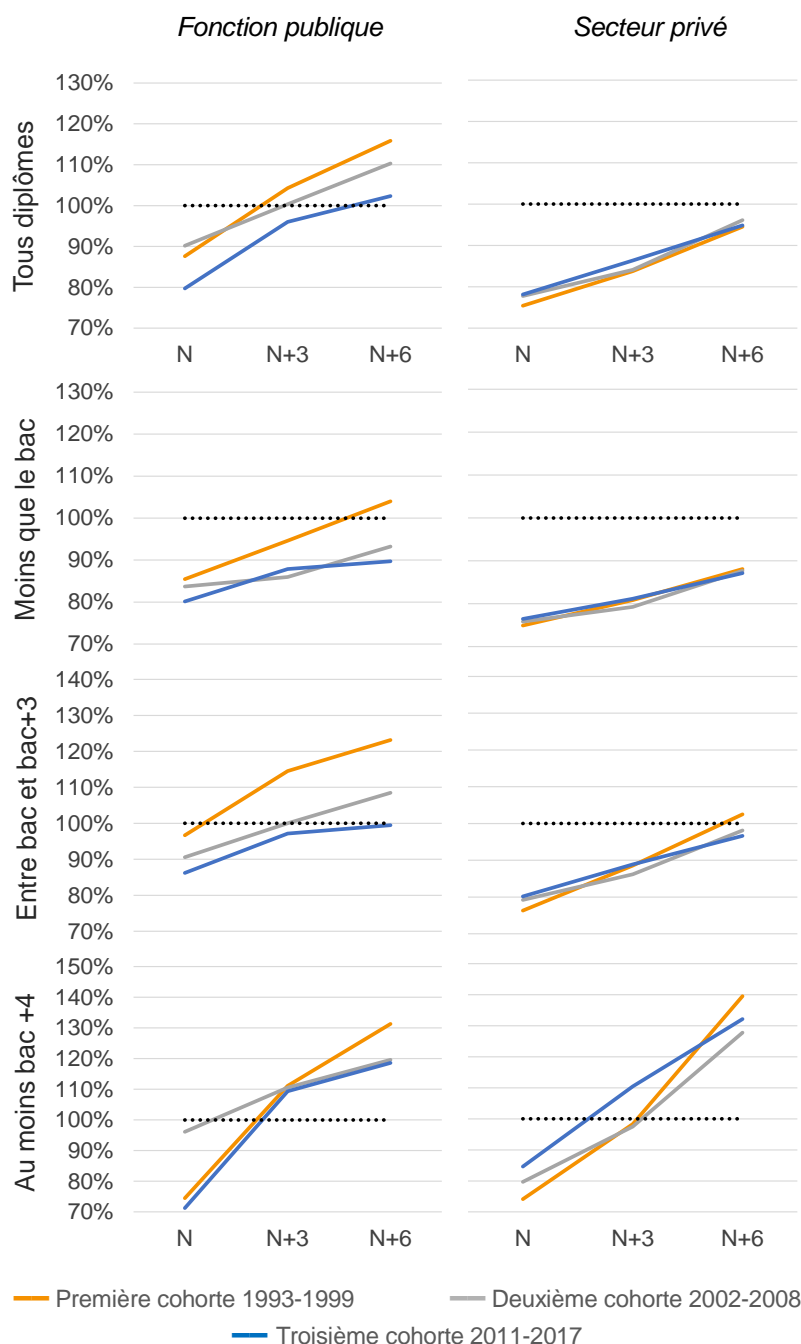 Fonction publique
Secteur privé
Tous diplômes
130%
120%
110%
100%
90%
80%
70%
N N+3 N+6
N N+3 N+6
Moins que le bac
130%
120%
110%
100%
90%
80%
70%
Entre bac et bac+3
140%
130%
120%
110%
100%
90%
80%
70%
Au moins bac +4
150%
140%
130%
120%
110%
100%
90%
80%
70%
N N+3 N+6
N N+3 N+6
Première cohorte 1993-1999
Deuxième cohorte 2002-2008
Troisième cohorte 2011-2017